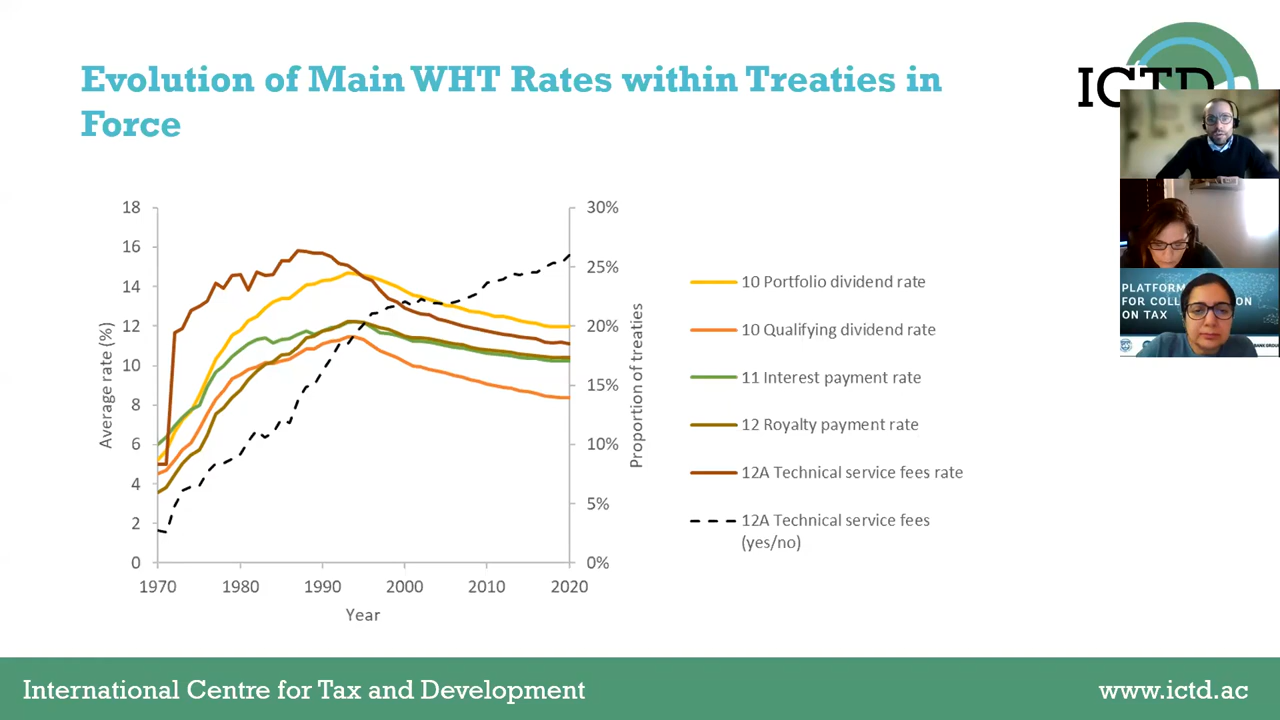 Evolution of Main WHT Rates within Treaties in
Force
ICTD
PLATFORM
FOR COLL ON
ON TAX
BANK GROUP
18
16
14
12
10
8
6
4
2
0
Average rate (%)
30%
25%
20%
15%
10%
5%
0%
Proportion of treaties
1970
1980
1990
2000
2010
2020
Year
10 Portfolio dividend rate
10 Qualifying dividend rate
11 Interest payment rate
12 Royalty payment rate
12A Technical service fees rate
12A Technical service fees
(yes/no)
International Centre for Tax and Development
www.ictd.ac